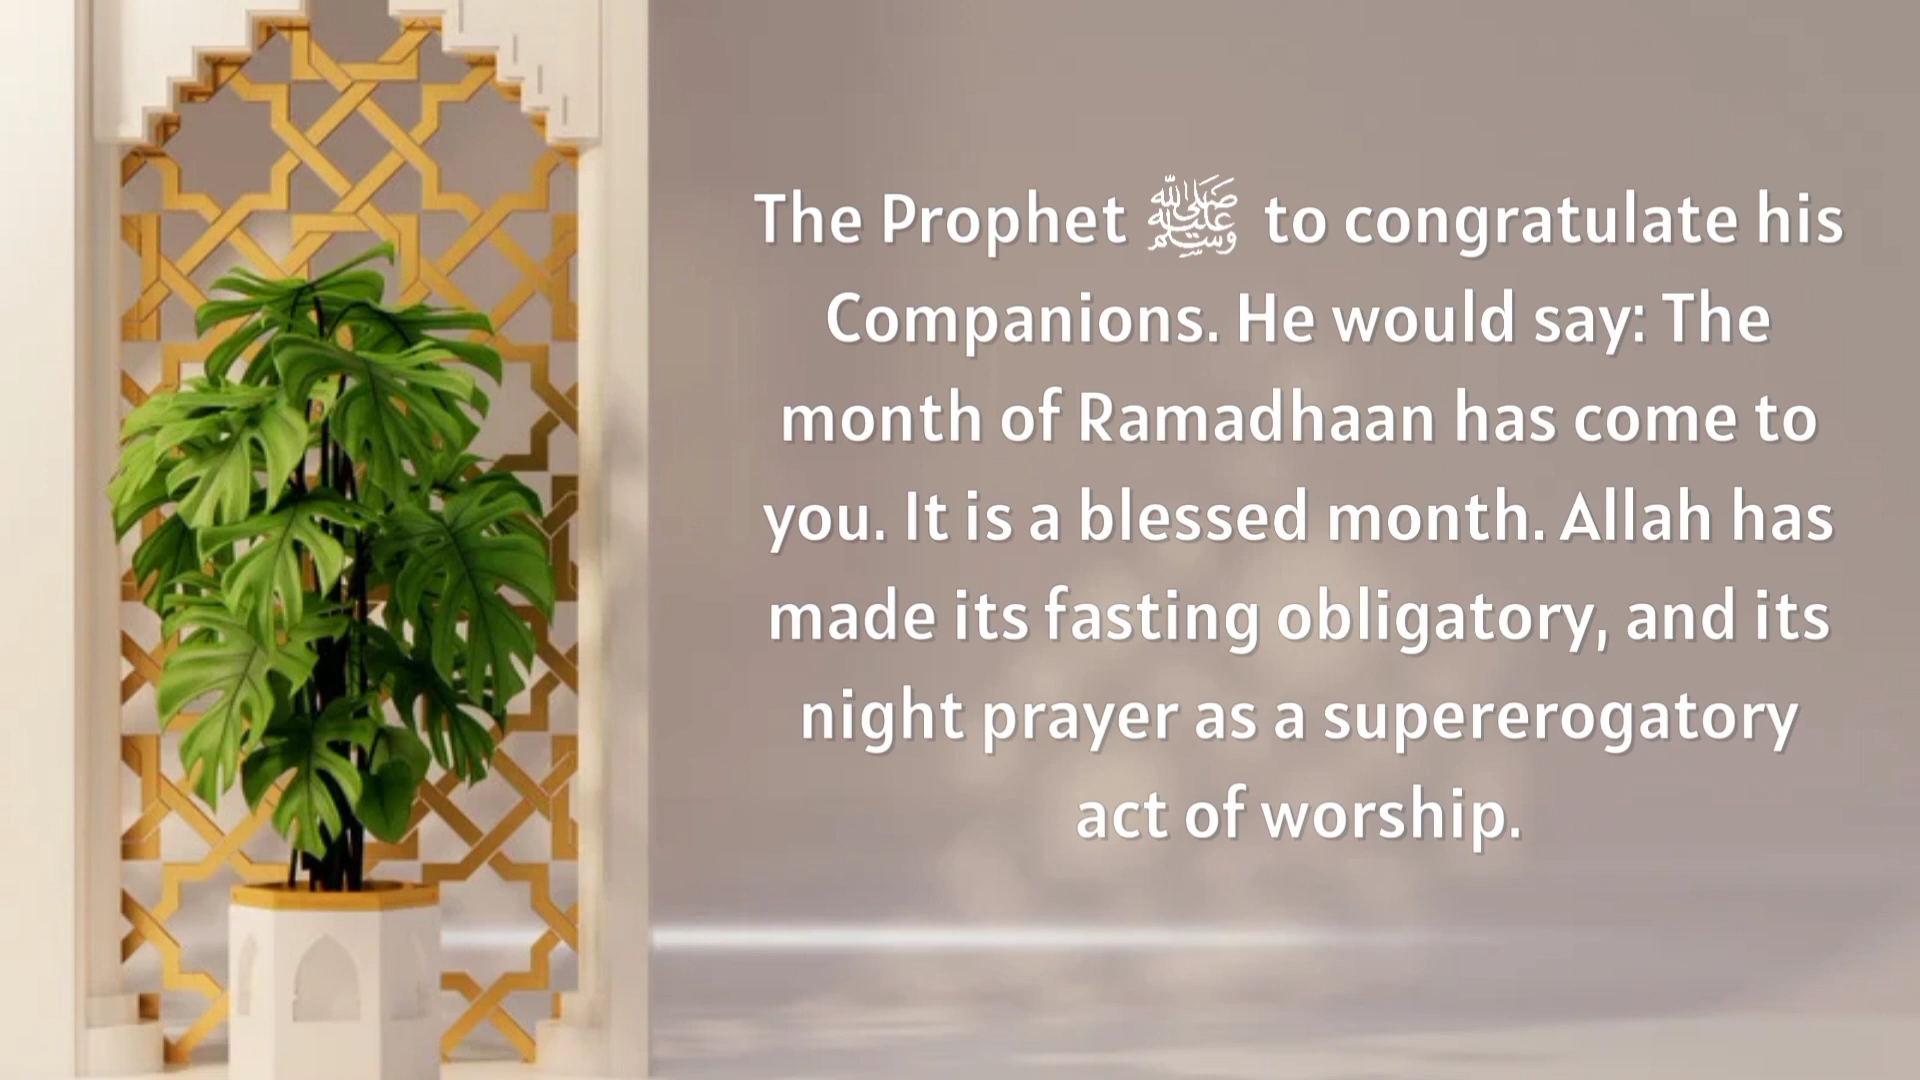 The Prophet ﷺ to congratulate his
Companions. He would say: The
month of Ramadhaan has come to
you. It is a blessed month. Allah has
made its fasting obligatory, and its
night prayer as a supererogatory
act of worship.